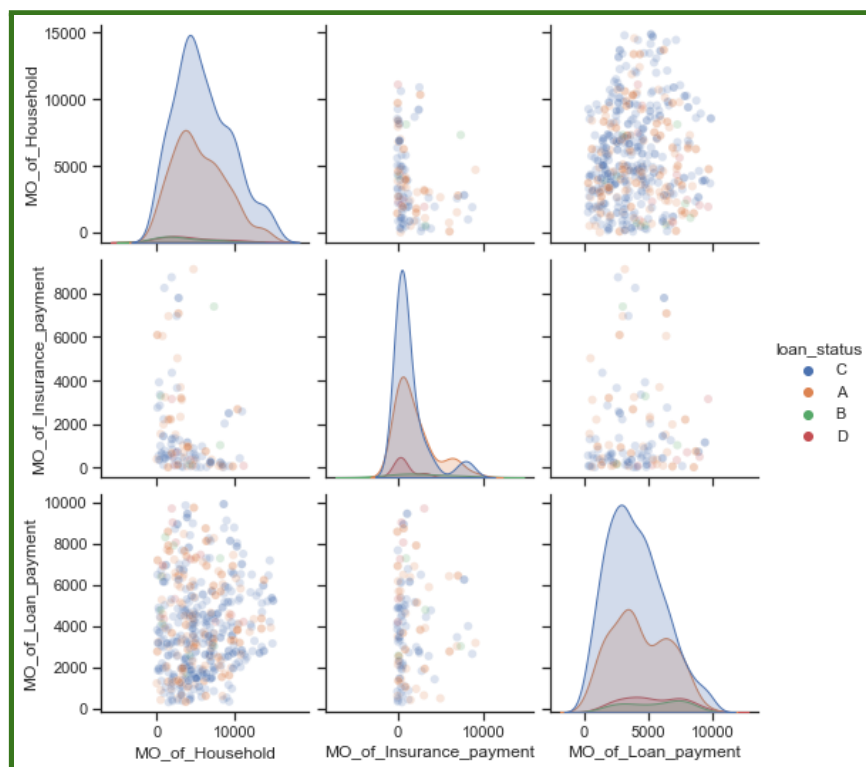 15000
10000
5000
0
MO_of_Household
8000
6000
4000
2000
0
MO_of_Insurance_payment
loan_status
C
A
B
D
10000
8000
6000
4000
2000
0
MO_of_Loan_payment
0 10000
MO_of_Household
0 10000
MO_of_Insurance_payment
0 5000 10000
MO_of_Loan_payment